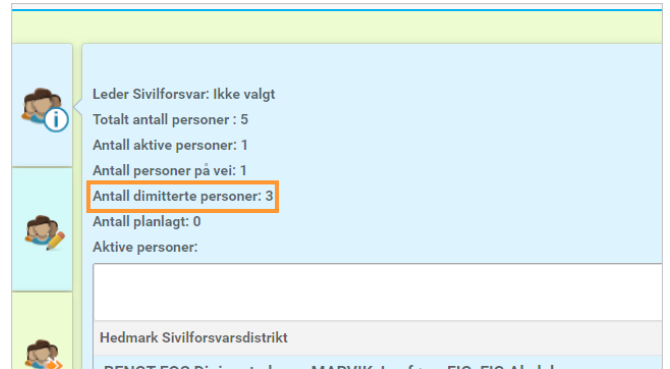 Leder Sivilforsvar: Ikke valgt
Totalt antall personer : 5
Antall aktive personer: 1
Antall personer på vei: 1
Antall dimitterte personer: 3
Antall planlagt: 0
Aktive personer:
Hedmark Sivilforsvarsdistrikt